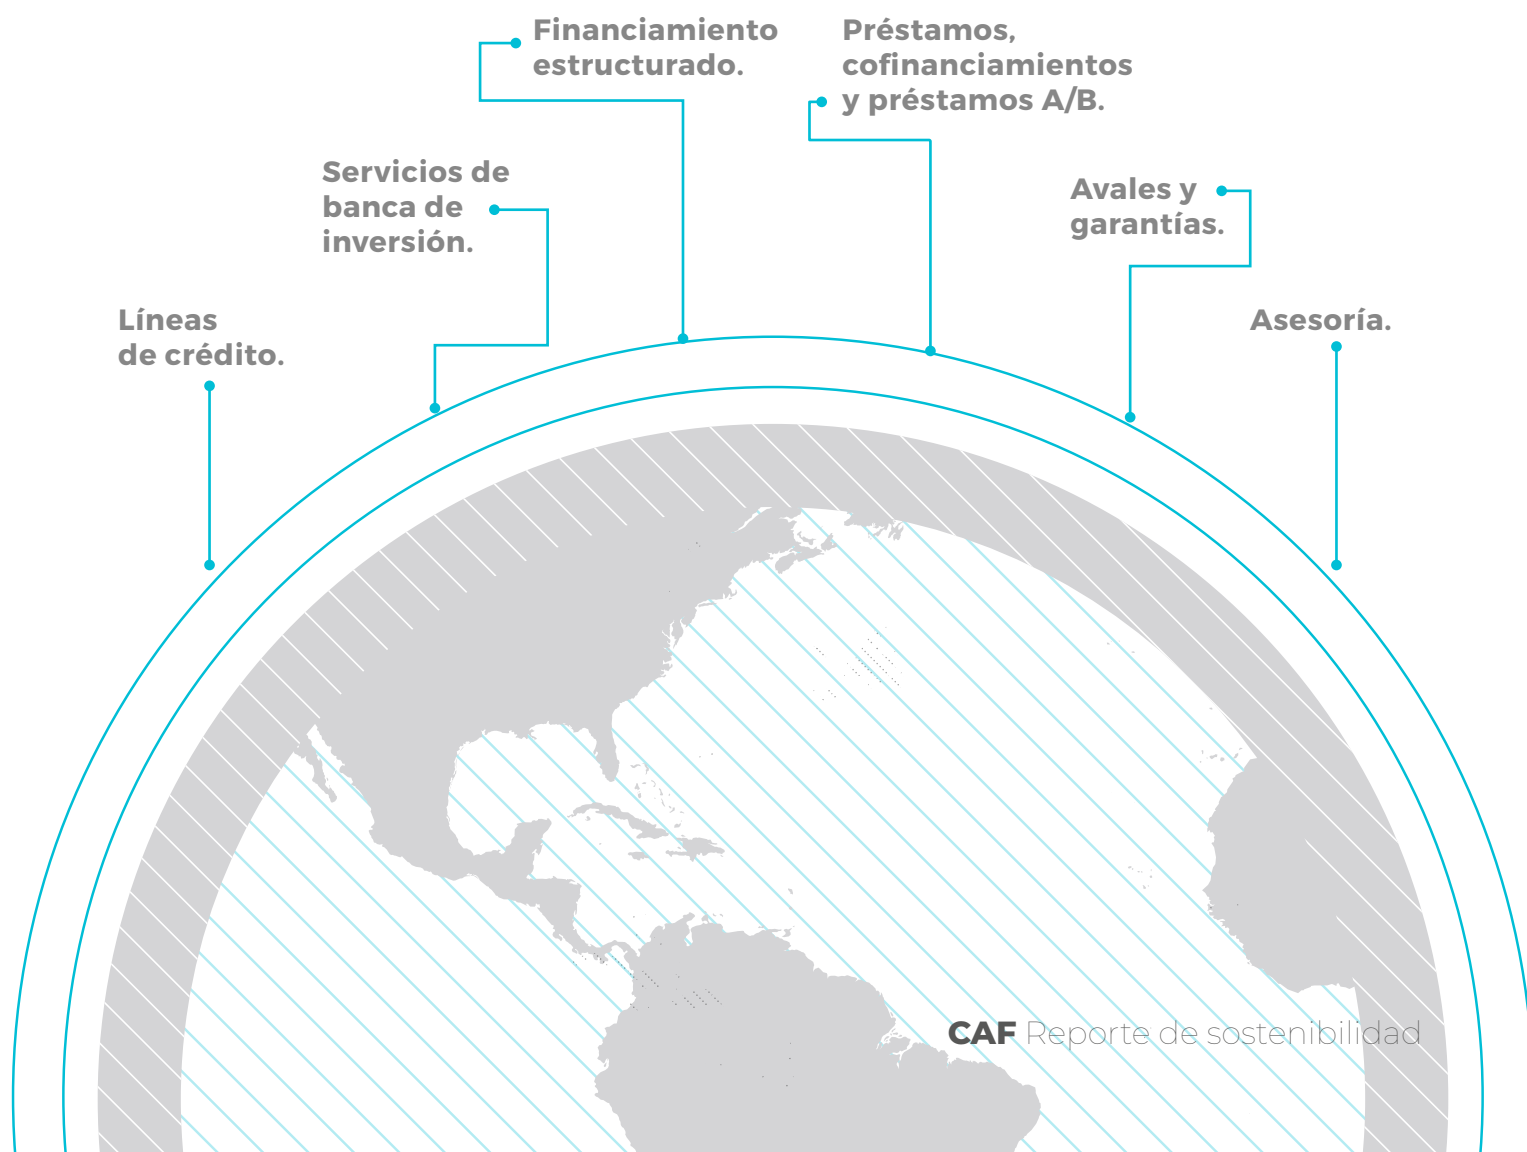 Financiamiento
estructurado.
Préstamos,
cofinanciamientos
y préstamos A/B.
Servicios de
banca de
inversión.
Avales y
garantías.
Líneas
de crédito.
Asesoría.
CAF Reporte de sostenibilidad